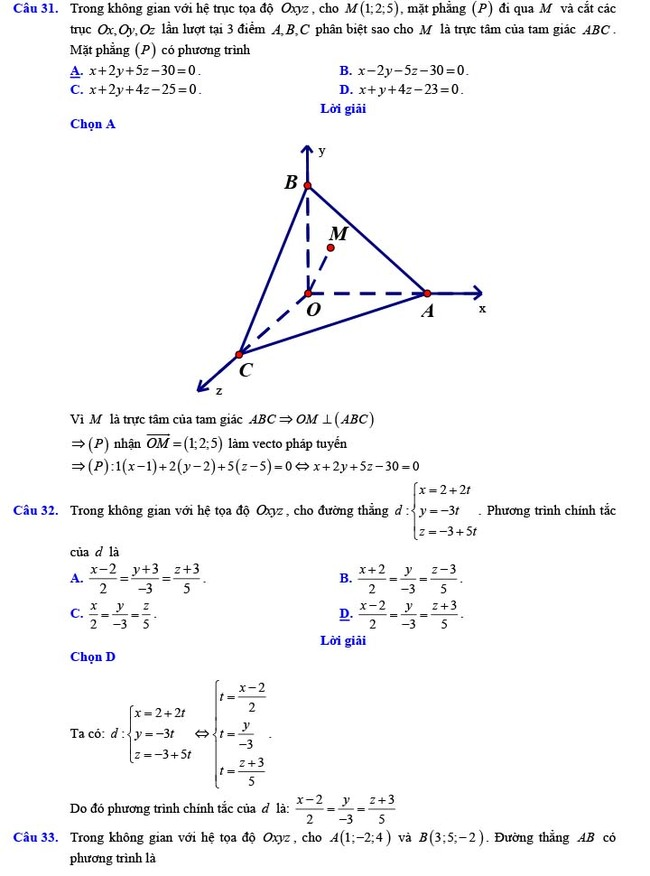 Câu 31. Trong không gian với hệ trục tọa độ Oxyz, cho M(1;2;5), mặt phẳng (P) đi qua M và cắt các
trục Ox, Oy, Oz lần lượt tại 3 điểm A, B, C phân biệt sao cho M là trực tâm của tam giác ABC.
Mặt phẳng (P) có phương trình
A. x+2y+5z−30=0. B. x−2y−5z−30=0.
C. x+2y+4z−25=0. D. x+y+4z−23=0.
Lời giải
Chọn A
y
B
M
O A x
C
z
Vì M là trực tâm của tam giác ABC ⇒ OM ⊥ (ABC)
⇒ (P) nhận \overline{OM} = (1;2;5) làm vecto pháp tuyến
⇒ (P): 1(x−1)+2(y−2)+5(z−5)=0 ⇔ x+2y+5z−30=0
Câu 32. Trong không gian với hệ tọa độ Oxyz, cho đường thẳng d: { x=2+2t; y=−3t; z=−3+5t . Phương trình chính tắc
của d là
A. (x−2)/2 = (y+3)/−3 = (z+3)/5. B. (x+2)/2 = y/−3 = (z−3)/5.
C. x/2 = y/−3 = z/5. D. (x−2)/2 = y/−3 = (z+3)/5.
Lời giải
Chọn D
Ta có: d: { x=2+2t; y=−3t; z=−3+5t ⇔ { t=(x−2)/2; t=y/−3; t=(z+3)/5 .
Do đó phương trình chính tắc của d là: (x−2)/2 = y/−3 = (z+3)/5
Câu 33. Trong không gian với hệ tọa độ Oxyz, cho A(1;−2;4) và B(3;5;−2). Đường thẳng AB có
phương trình là